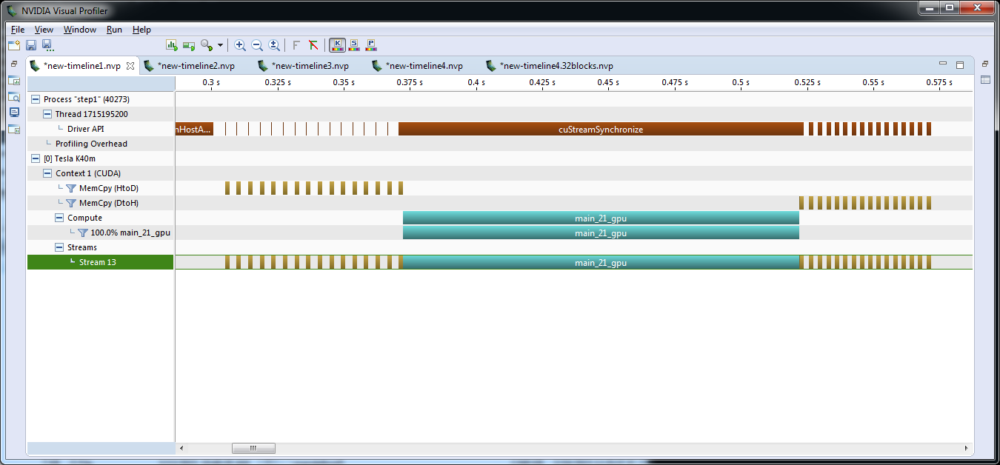 NVIDIA Visual Profiler
File View Window Run Help
F K S P
*new-timeline1.nvp *new-timeline2.nvp *new-timeline3.nvp *new-timeline4.nvp *new-timeline4.32blocks.nvp
0.3 s 0.325 s 0.35 s 0.375 s 0.4 s 0.425 s 0.45 s 0.475 s 0.5 s 0.525 s 0.55 s 0.575 s
Process "step1" (40273)
Thread 1715195200
Driver API nHostA... cuStreamSynchronize
Profiling Overhead
[0] Tesla K40m
Context 1 (CUDA)
MemCpy (HtoD)
MemCpy (DtoH)
Compute main_21_gpu
100.0% main_21_gpu main_21_gpu
Streams
Stream 13 main_21_gpu